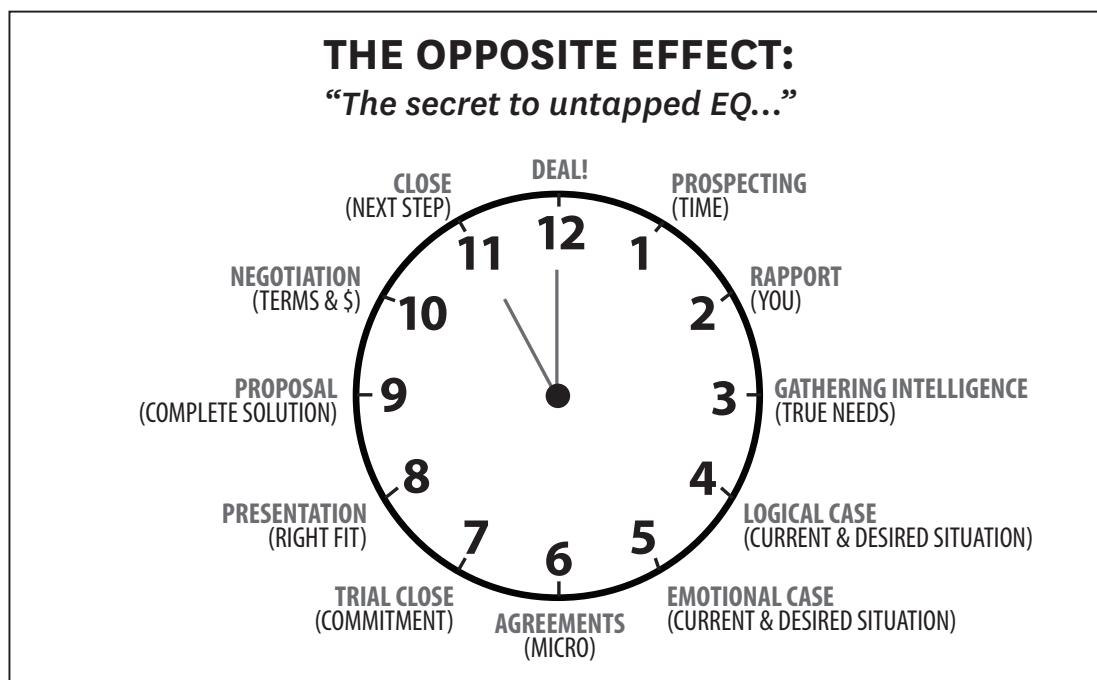 THE OPPOSITE EFFECT:
“The secret to untapped EQ...”
DEAL!
12
PROSPECTING
(TIME)
1
RAPPORT
(YOU)
2
GATHERING INTELLIGENCE
(TRUE NEEDS)
3
LOGICAL CASE
(CURRENT & DESIRED SITUATION)
4
EMOTIONAL CASE
(CURRENT & DESIRED SITUATION)
5
AGREEMENTS
(MICRO)
6
TRIAL CLOSE
(COMMITMENT)
7
PRESENTATION
(RIGHT FIT)
8
PROPOSAL
(COMPLETE SOLUTION)
9
NEGOTIATION
(TERMS & $)
10
CLOSE
(NEXT STEP)
11